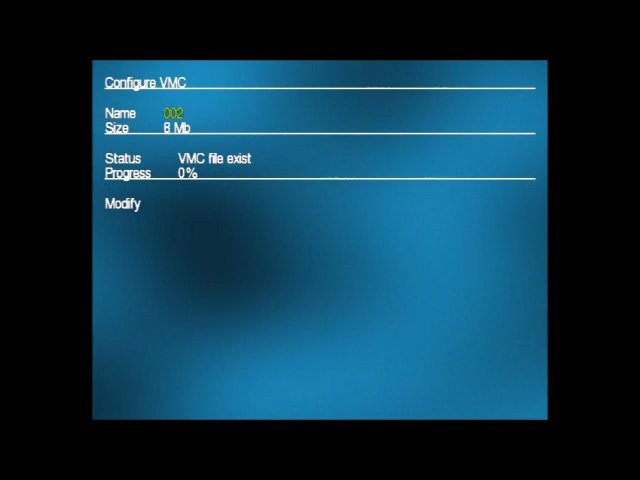 Configure VMC
Name 002
Size 8 Mb
Status VMC file exist
Progress 0%
Modify